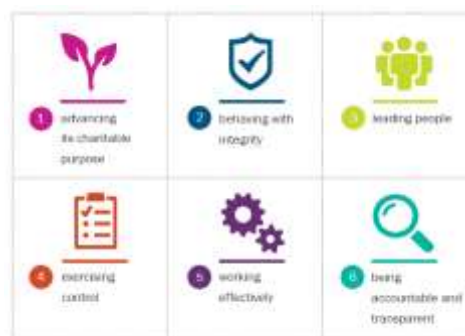 1 advancing
its charitable
purpose
2 behaving with
integrity
3 leading people
4 exercising
control
5 working
effectively
6 being
accountable and
transparent